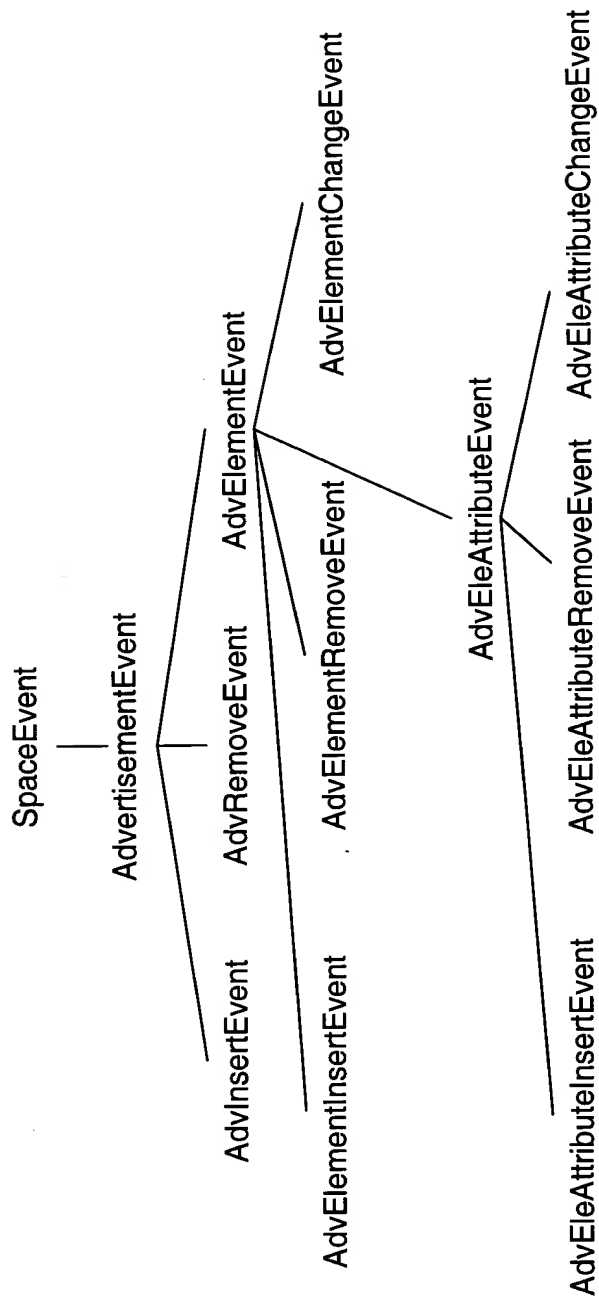 SpaceEvent
AdvertisementEvent
AdvInsertEvent
AdvRemoveEvent
AdvElementEvent
AdvElementInsertEvent
AdvElementRemoveEvent
AdvElementChangeEvent
AdvEleAttributeEvent
AdvEleAttributeInsertEvent
AdvEleAttributeRemoveEvent
AdvEleAttributeChangeEvent